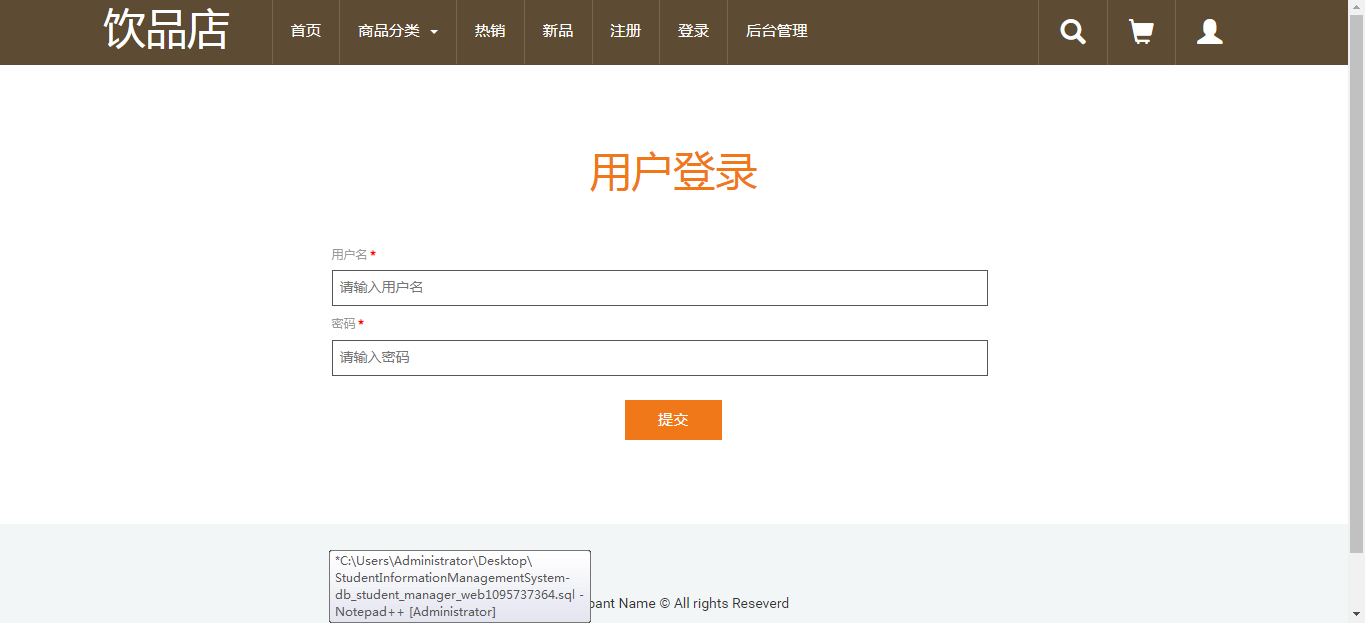 饮品店
首页 商品分类 热销 新品 注册 登录 后台管理
用户登录
用户名 *
请输入用户名
密码 *
请输入密码
提交
*C:\Users\Administrator\Desktop\
StudentInformationManagementSystem-
db_student_manager_web1095737364.sql -
Notepad++ [Administrator]
Name © All rights Reseverd